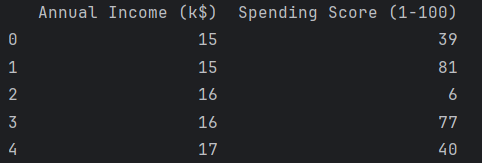 Annual Income (k$)  Spending Score (1-100)
0                  15                      39
1                  15                      81
2                  16                       6
3                  16                      77
4                  17                      40